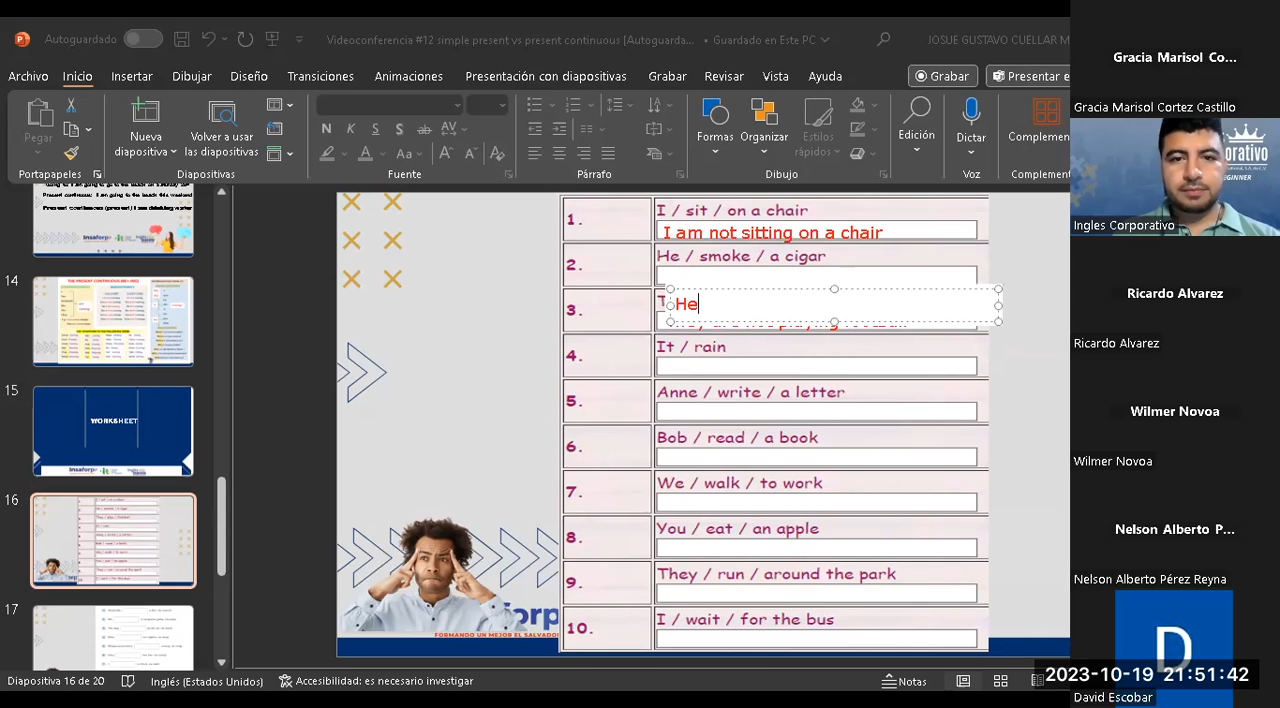 Autoguardado
Videoconferencia #12 simple present vs present continuous [Autoguarda... • Guardado en Este PC
JOSUE GUSTAVO CUELLAR M
Archivo Inicio Insertar Dibujar Diseño Transiciones Animaciones Presentación con diapositivas Grabar Revisar Vista Ayuda
Grabar
Presentar e
Pegar
Nueva diapositiva
Volver a usar las diapositivas
Formas
Organizar
Estilos rápidos
Edición
Dictar
Complemen
Portapapeles
Diapositivas
Fuente
Párrafo
Dibujo
Voz
Complement
14
15
WORKSHEET
16
17
1.
I / sit / on a chair
I am not sitting on a chair
2.
He / smoke / a cigar
He
4.
It / rain
5.
Anne / write / a letter
6.
Bob / read / a book
7.
We / walk / to work
8.
You / eat / an apple
9.
They / run / around the park
10.
I / wait / for the bus
FORMANDO UN MEJOR EL SALVADOR
Diapositiva 16 de 20
Inglés (Estados Unidos)
Accesibilidad: es necesario investigar
Notas
Gracia Marisol Co...
Gracia Marisol Cortez Castillo
orativo
Ingles Corporativo
Ricardo Alvarez
Ricardo Alvarez
Wilmer Novoa
Wilmer Novoa
Nelson Alberto P...
Nelson Alberto Pérez Reyna
D
2023-10-19 21:51:42
David Escobar